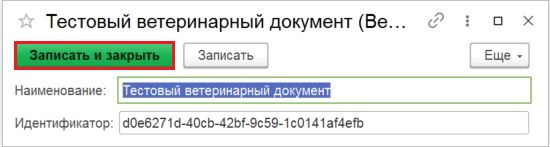 Тестовый ветеринарный документ (Ве...
Записать и закрыть Записать Еще
Наименование: Тестовый ветеринарный документ
Идентификатор: d0e6271d-40cb-42bf-9c59-1c0141af4efb